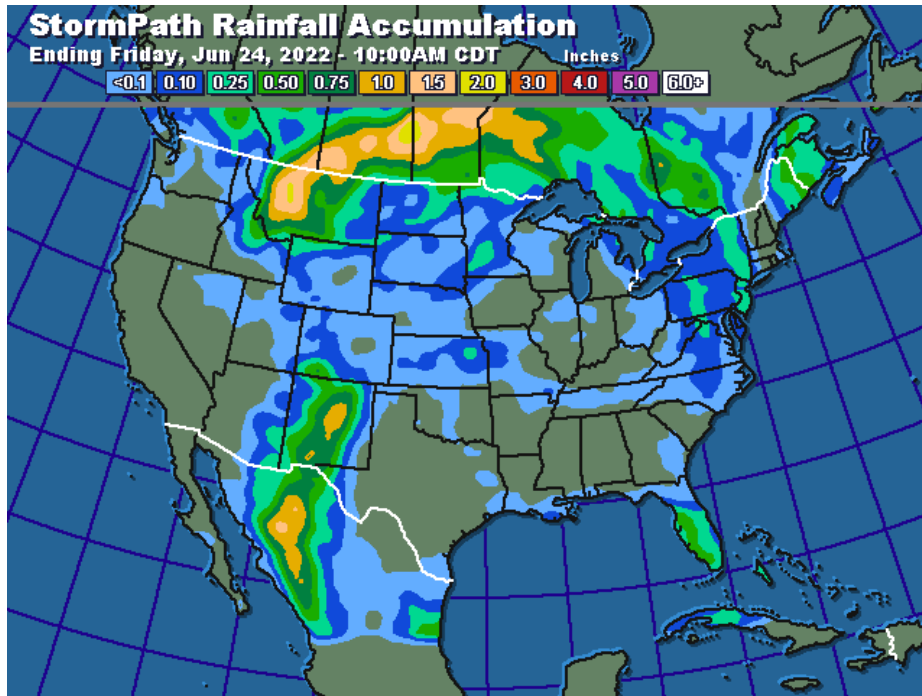 StormPath Rainfall Accumulation
Ending Friday, Jun 24, 2022 - 10:00AM CDT Inches
<0.1 0.10 0.25 0.50 0.75 1.0 1.5 2.0 3.0 4.0 5.0 6.0+